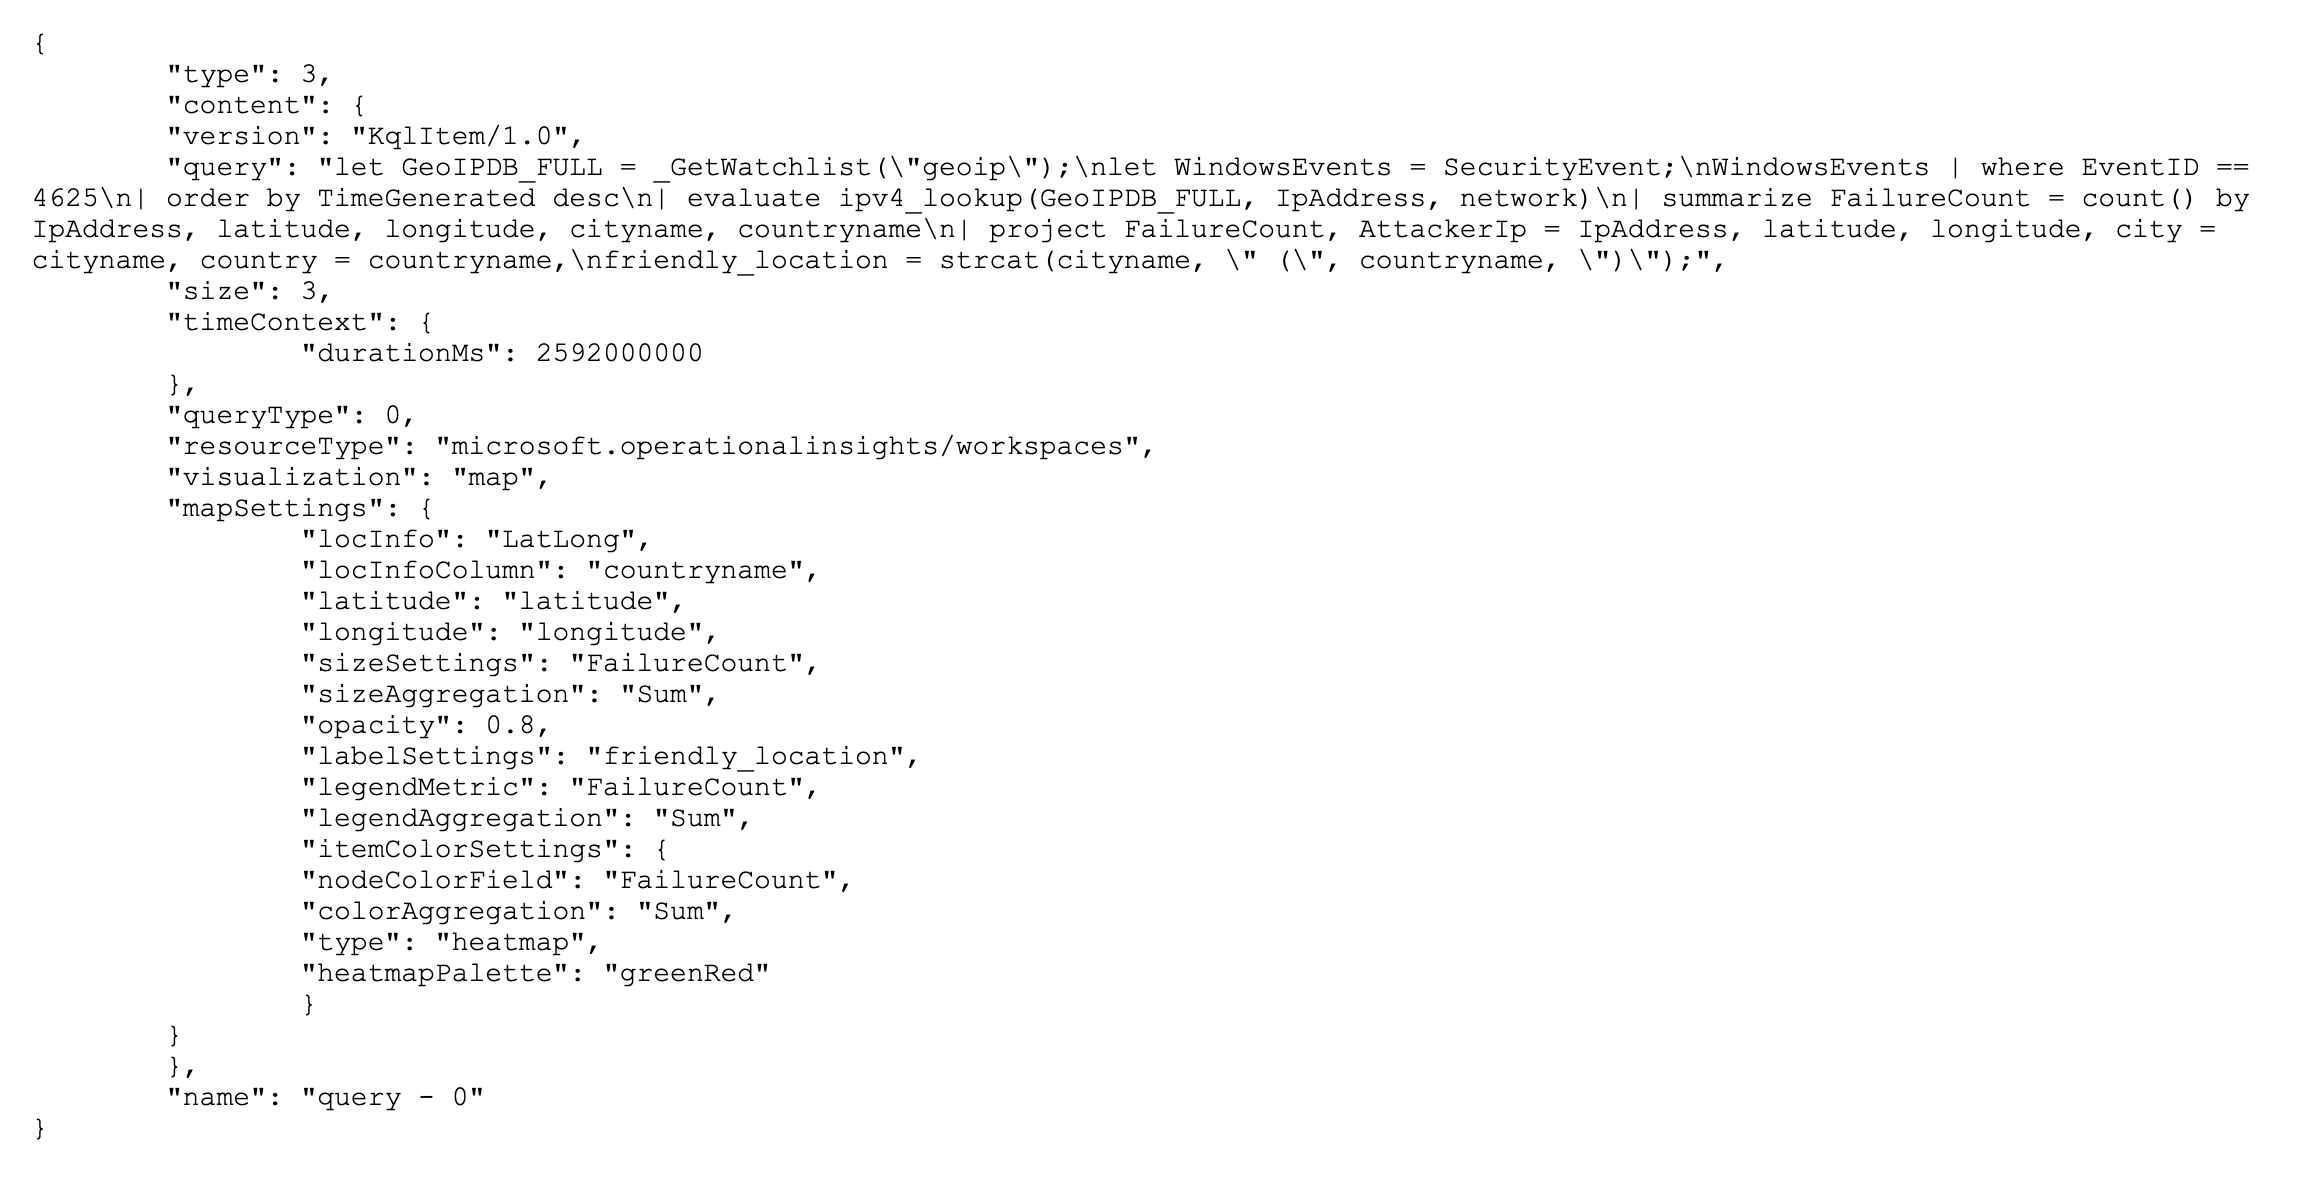 {
	"type": 3,
	"content": {
	"version": "KqlItem/1.0",
	"query": "let GeoIPDB_FULL = _GetWatchlist(\"geoip\");\nlet WindowsEvents = SecurityEvent;\nWindowsEvents | where EventID ==
4625\n| order by TimeGenerated desc\n| evaluate ipv4_lookup(GeoIPDB_FULL, IpAddress, network)\n| summarize FailureCount = count() by
IpAddress, latitude, longitude, cityname, countryname\n| project FailureCount, AttackerIp = IpAddress, latitude, longitude, city =
cityname, country = countryname,\nfriendly_location = strcat(cityname, \" (\", countryname, \")\");",
	"size": 3,
	"timeContext": {
		"durationMs": 2592000000
	},
	"queryType": 0,
	"resourceType": "microsoft.operationalinsights/workspaces",
	"visualization": "map",
	"mapSettings": {
		"locInfo": "LatLong",
		"locInfoColumn": "countryname",
		"latitude": "latitude",
		"longitude": "longitude",
		"sizeSettings": "FailureCount",
		"sizeAggregation": "Sum",
		"opacity": 0.8,
		"labelSettings": "friendly_location",
		"legendMetric": "FailureCount",
		"legendAggregation": "Sum",
		"itemColorSettings": {
		"nodeColorField": "FailureCount",
		"colorAggregation": "Sum",
		"type": "heatmap",
		"heatmapPalette": "greenRed"
		}
	}
	},
	"name": "query - 0"
}